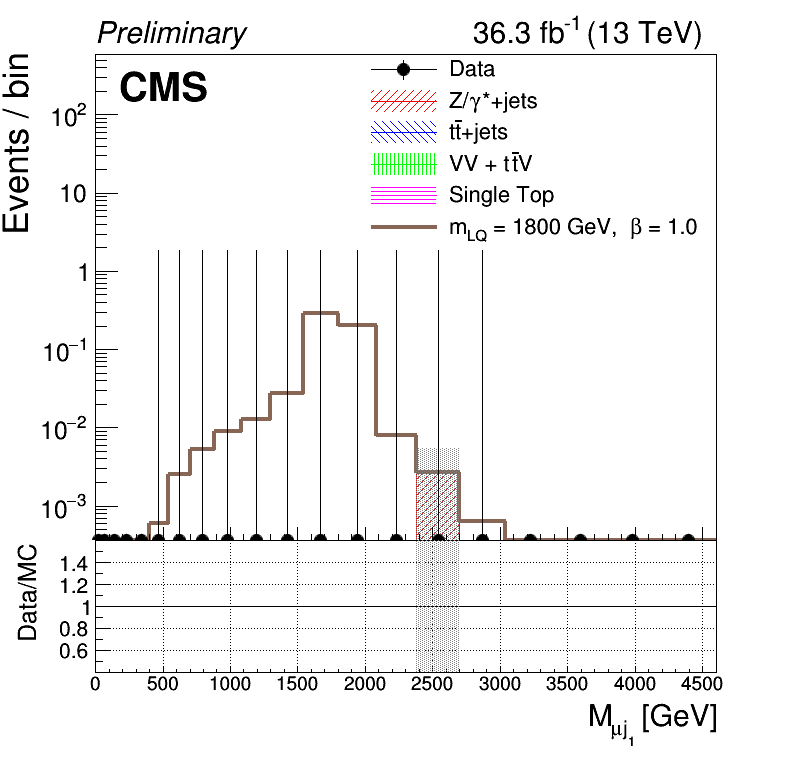 Preliminary 36.3 fb⁻¹ (13 TeV)
CMS
Data
Z/γ*+jets
tt̄+jets
VV + tt̄V
Single Top
m_LQ = 1800 GeV, β = 1.0
Events / bin
10²
10
1
10⁻¹
10⁻²
10⁻³
Data/MC
1.4
1.2
1
0.8
0.6
0 500 1000 1500 2000 2500 3000 3500 4000 4500
M_μj₁ [GeV]